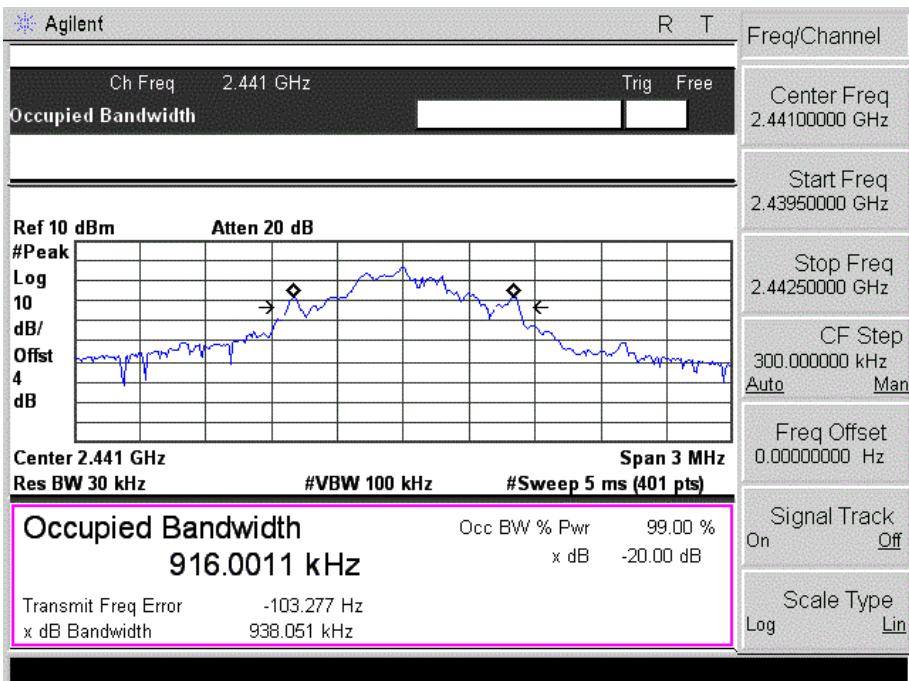 Agilent R T
Ch Freq 2.441 GHz Trig Free
Occupied Bandwidth
Ref 10 dBm Atten 20 dB
#Peak
Log
10
dB/
Offst
4
dB
Center 2.441 GHz Span 3 MHz
Res BW 30 kHz #VBW 100 kHz #Sweep 5 ms (401 pts)
Occupied Bandwidth Occ BW % Pwr 99.00 %
916.0011 kHz x dB -20.00 dB
Transmit Freq Error -103.277 Hz
x dB Bandwidth 938.051 kHz
Freq/Channel
Center Freq
2.44100000 GHz
Start Freq
2.43950000 GHz
Stop Freq
2.44250000 GHz
CF Step
300.000000 kHz
Auto Man
Freq Offset
0.00000000 Hz
Signal Track
On Off
Scale Type
Log Lin